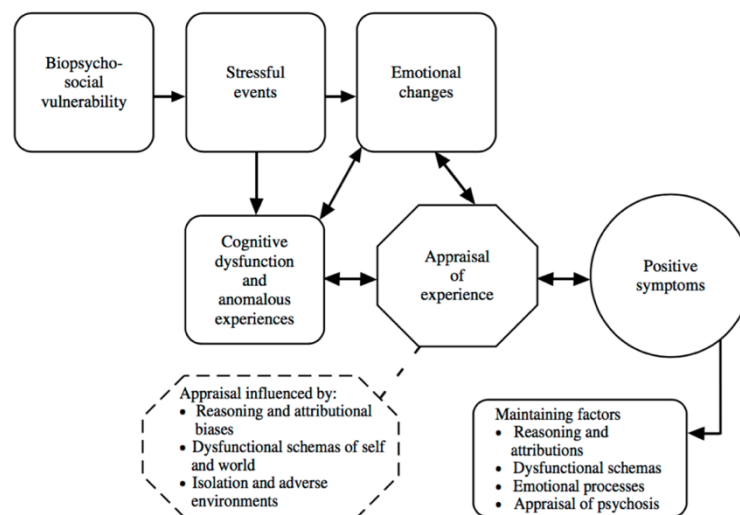 Biopsycho-
social
vulnerability
Stressful
events
Emotional
changes
Cognitive
dysfunction
and
anomalous
experiences
Appraisal
of
experience
Positive
symptoms
Appraisal influenced by:
• Reasoning and attributional
biases
• Dysfunctional schemas of self
and world
• Isolation and adverse
environments
Maintaining factors
• Reasoning and
attributions
• Dysfunctional schemas
• Emotional processes
• Appraisal of psychosis